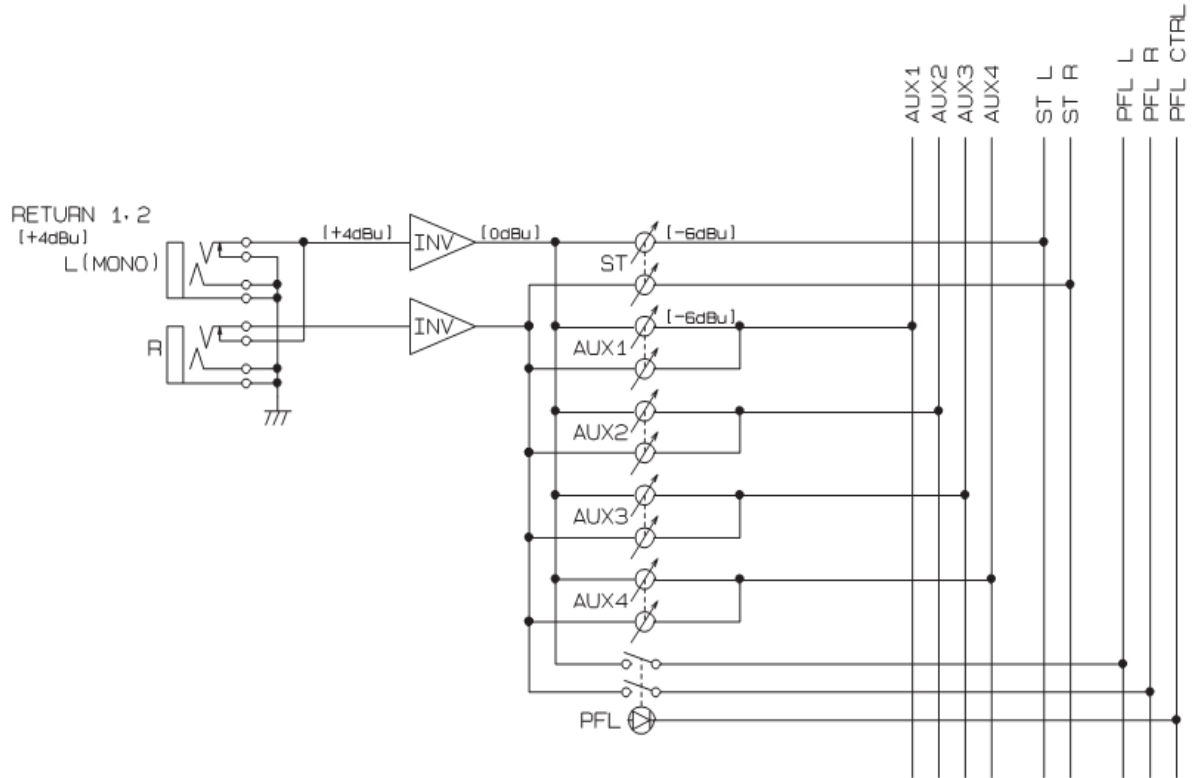 AUX1
AUX2
AUX3
AUX4
ST L
ST R
PFL L
PFL R
PFL CTRL
RETURN 1, 2
[+4dBu]
L(MONO)
[+4dBu]
INV
[0dBu]
[-6dBu]
ST
R
INV
[-6dBu]
AUX1
AUX2
AUX3
AUX4
PFL